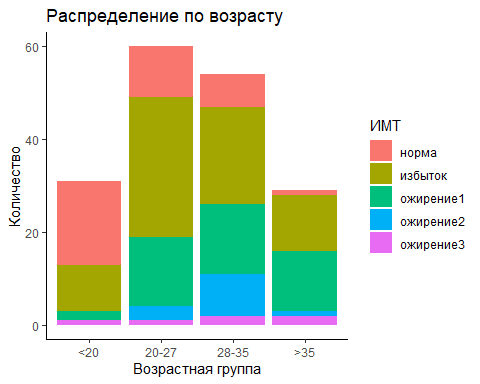 Распределение по возрасту
60
40
20
0
Количество
<20
20-27
28-35
>35
Возрастная группа
ИМТ
норма
избыток
ожирение1
ожирение2
ожирение3